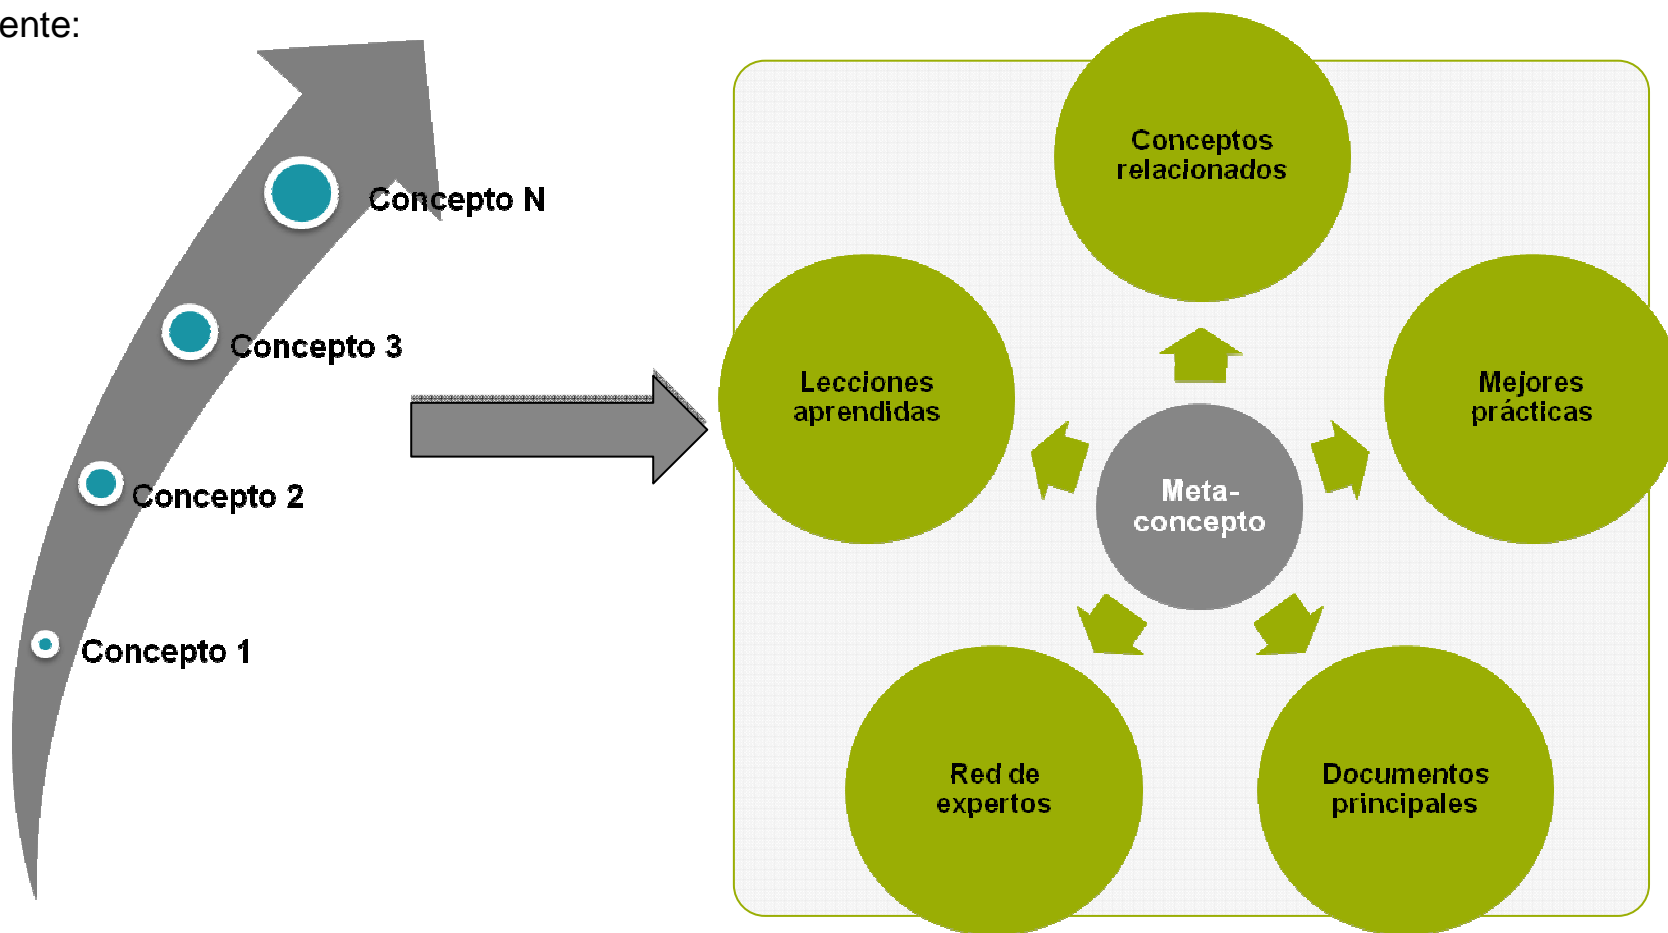 ente:
Concepto N
Concepto 3
Concepto 2
Concepto 1
Conceptos
relacionados
Lecciones
aprendidas
Mejores
prácticas
Meta-
concepto
Red de
expertos
Documentos
principales